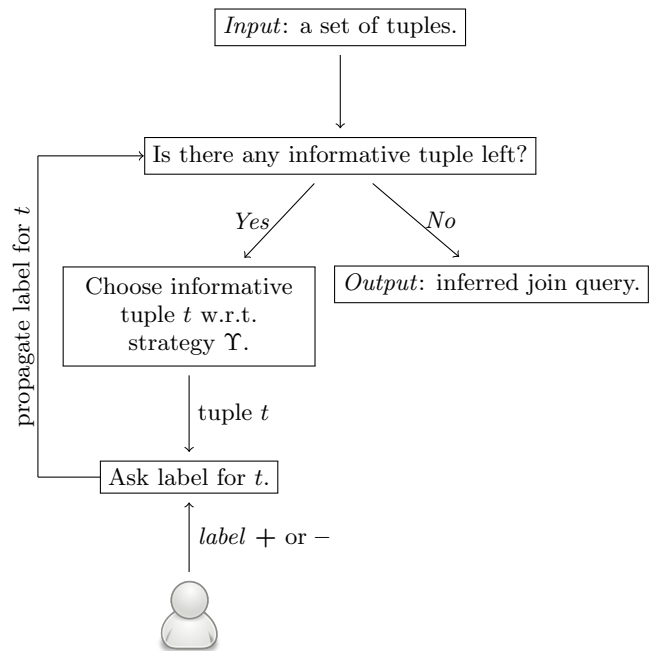 Input: a set of tuples.
Is there any informative tuple left?
Yes
No
Choose informative
tuple t w.r.t.
strategy ϒ.
Output: inferred join query.
propagate label for t
tuple t
Ask label for t.
label + or −